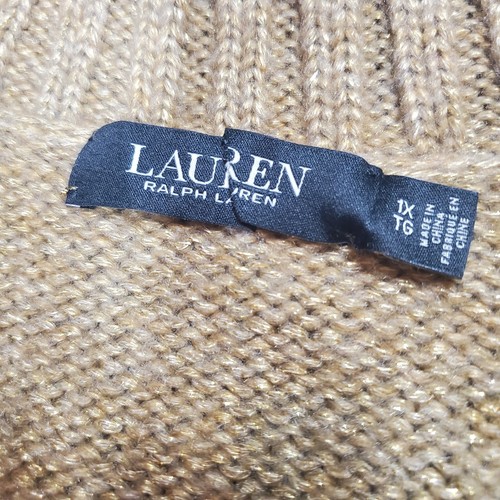 LAUREN
RALPH LAUREN
1X
TG
MADE IN
CHINA
FABRIQUE EN
CHINE